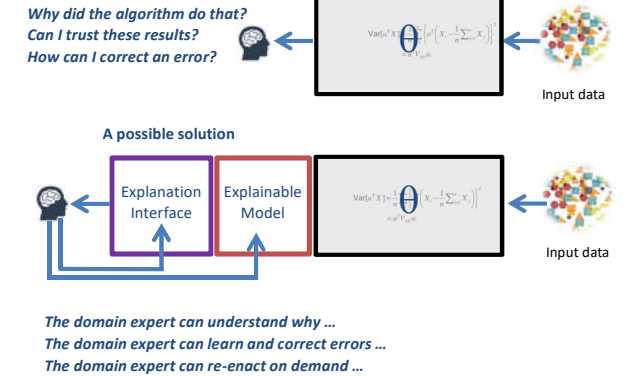 Why did the algorithm do that?
Can I trust these results?
How can I correct an error?
θ
Input data
A possible solution
Explanation
Interface
Explainable
Model
θ
Input data
The domain expert can understand why …
The domain expert can learn and correct errors …
The domain expert can re-enact on demand …